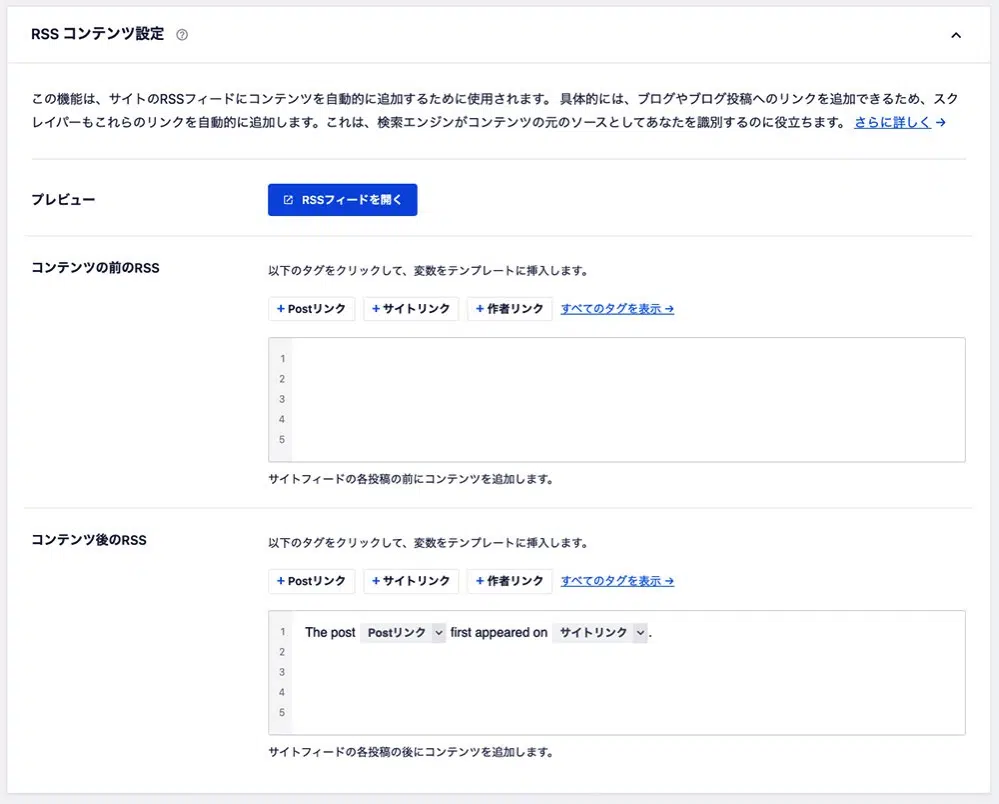 RSS コンテンツ設定
この機能は、サイトのRSSフィードにコンテンツを自動的に追加するために使用されます。 具体的には、ブログやブログ投稿へのリンクを追加できるため、スク
レイパーもこれらのリンクを自動的に追加します。これは、検索エンジンがコンテンツの元のソースとしてあなたを識別するのに役立ちます。 さらに詳しく →
プレビュー
RSSフィードを開く
コンテンツの前のRSS
以下のタグをクリックして、変数をテンプレートに挿入します。
+ Postリンク + サイトリンク + 作者リンク すべてのタグを表示 →
1
2
3
4
5
サイトフィードの各投稿の前にコンテンツを追加します。
コンテンツ後のRSS
以下のタグをクリックして、変数をテンプレートに挿入します。
+ Postリンク + サイトリンク + 作者リンク すべてのタグを表示 →
1 The post Postリンク first appeared on サイトリンク .
2
3
4
5
サイトフィードの各投稿の後にコンテンツを追加します。